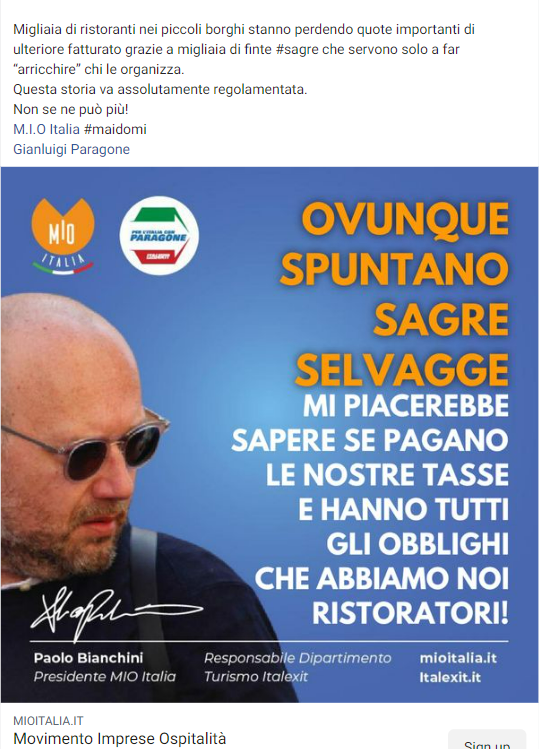 Migliaia di ristoranti nei piccoli borghi stanno perdendo quote importanti di
ulteriore fatturato grazie a migliaia di finte #sagre che servono solo a far
“arricchire” chi le organizza.
Questa storia va assolutamente regolamentata.
Non se ne può più!
M.I.O Italia #maidomi
Gianluigi Paragone
MIO
ITALIA
PER L'ITALIA CON
PARAGONE
ITALEXIT
OVUNQUE
SPUNTANO
SAGRE
SELVAGGE
MI PIACEREBBE
SAPERE SE PAGANO
LE NOSTRE TASSE
E HANNO TUTTI
GLI OBBLIGHI
CHE ABBIAMO NOI
RISTORATORI!
Paolo Bianchini
Presidente MIO Italia
Responsabile Dipartimento
Turismo Italexit
mioitalia.it
Italexit.it
MIOITALIA.IT
Movimento Imprese Ospitalità
Sign up